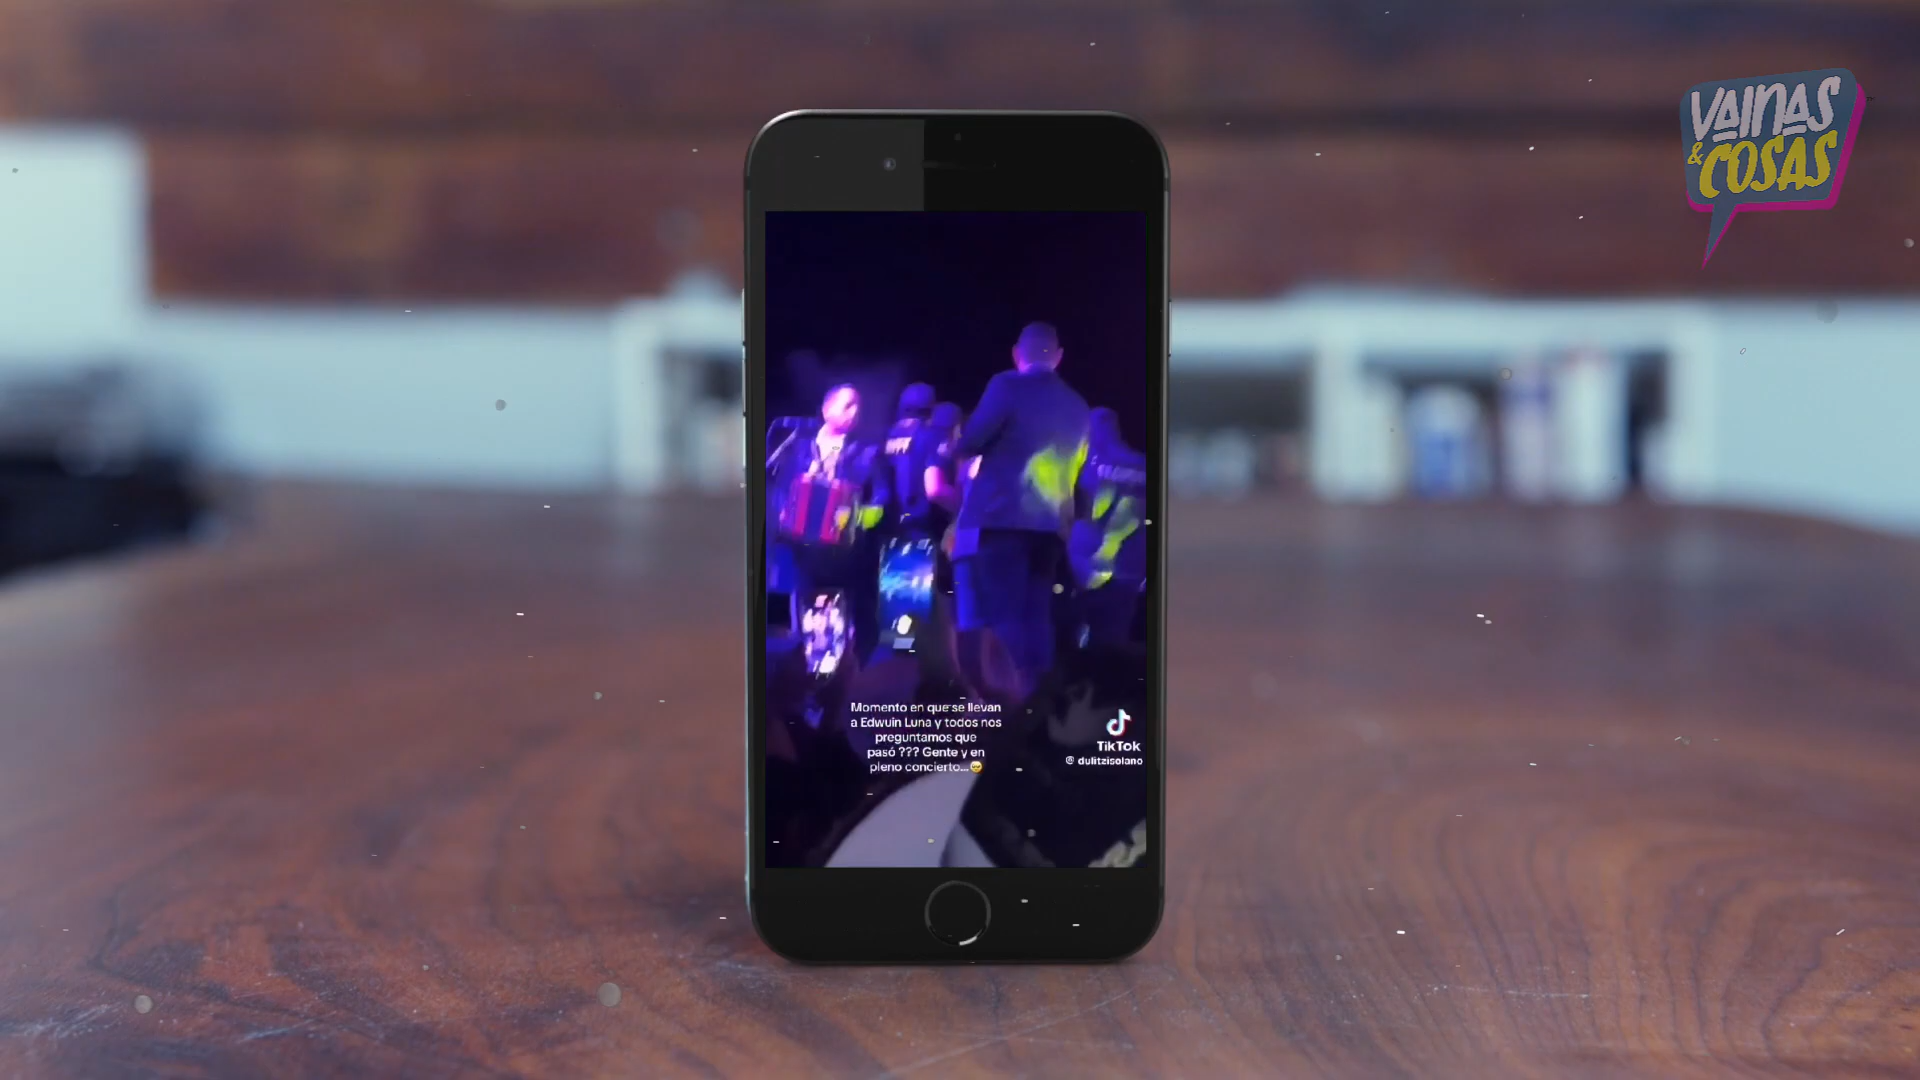 VAINAS
& COSAS
Momento en que se llevan
a Edwuin Luna y todos nos
preguntamos que
pasó ??? Gente y en
pleno concierto...🥺
TikTok
@ dulitzisolano